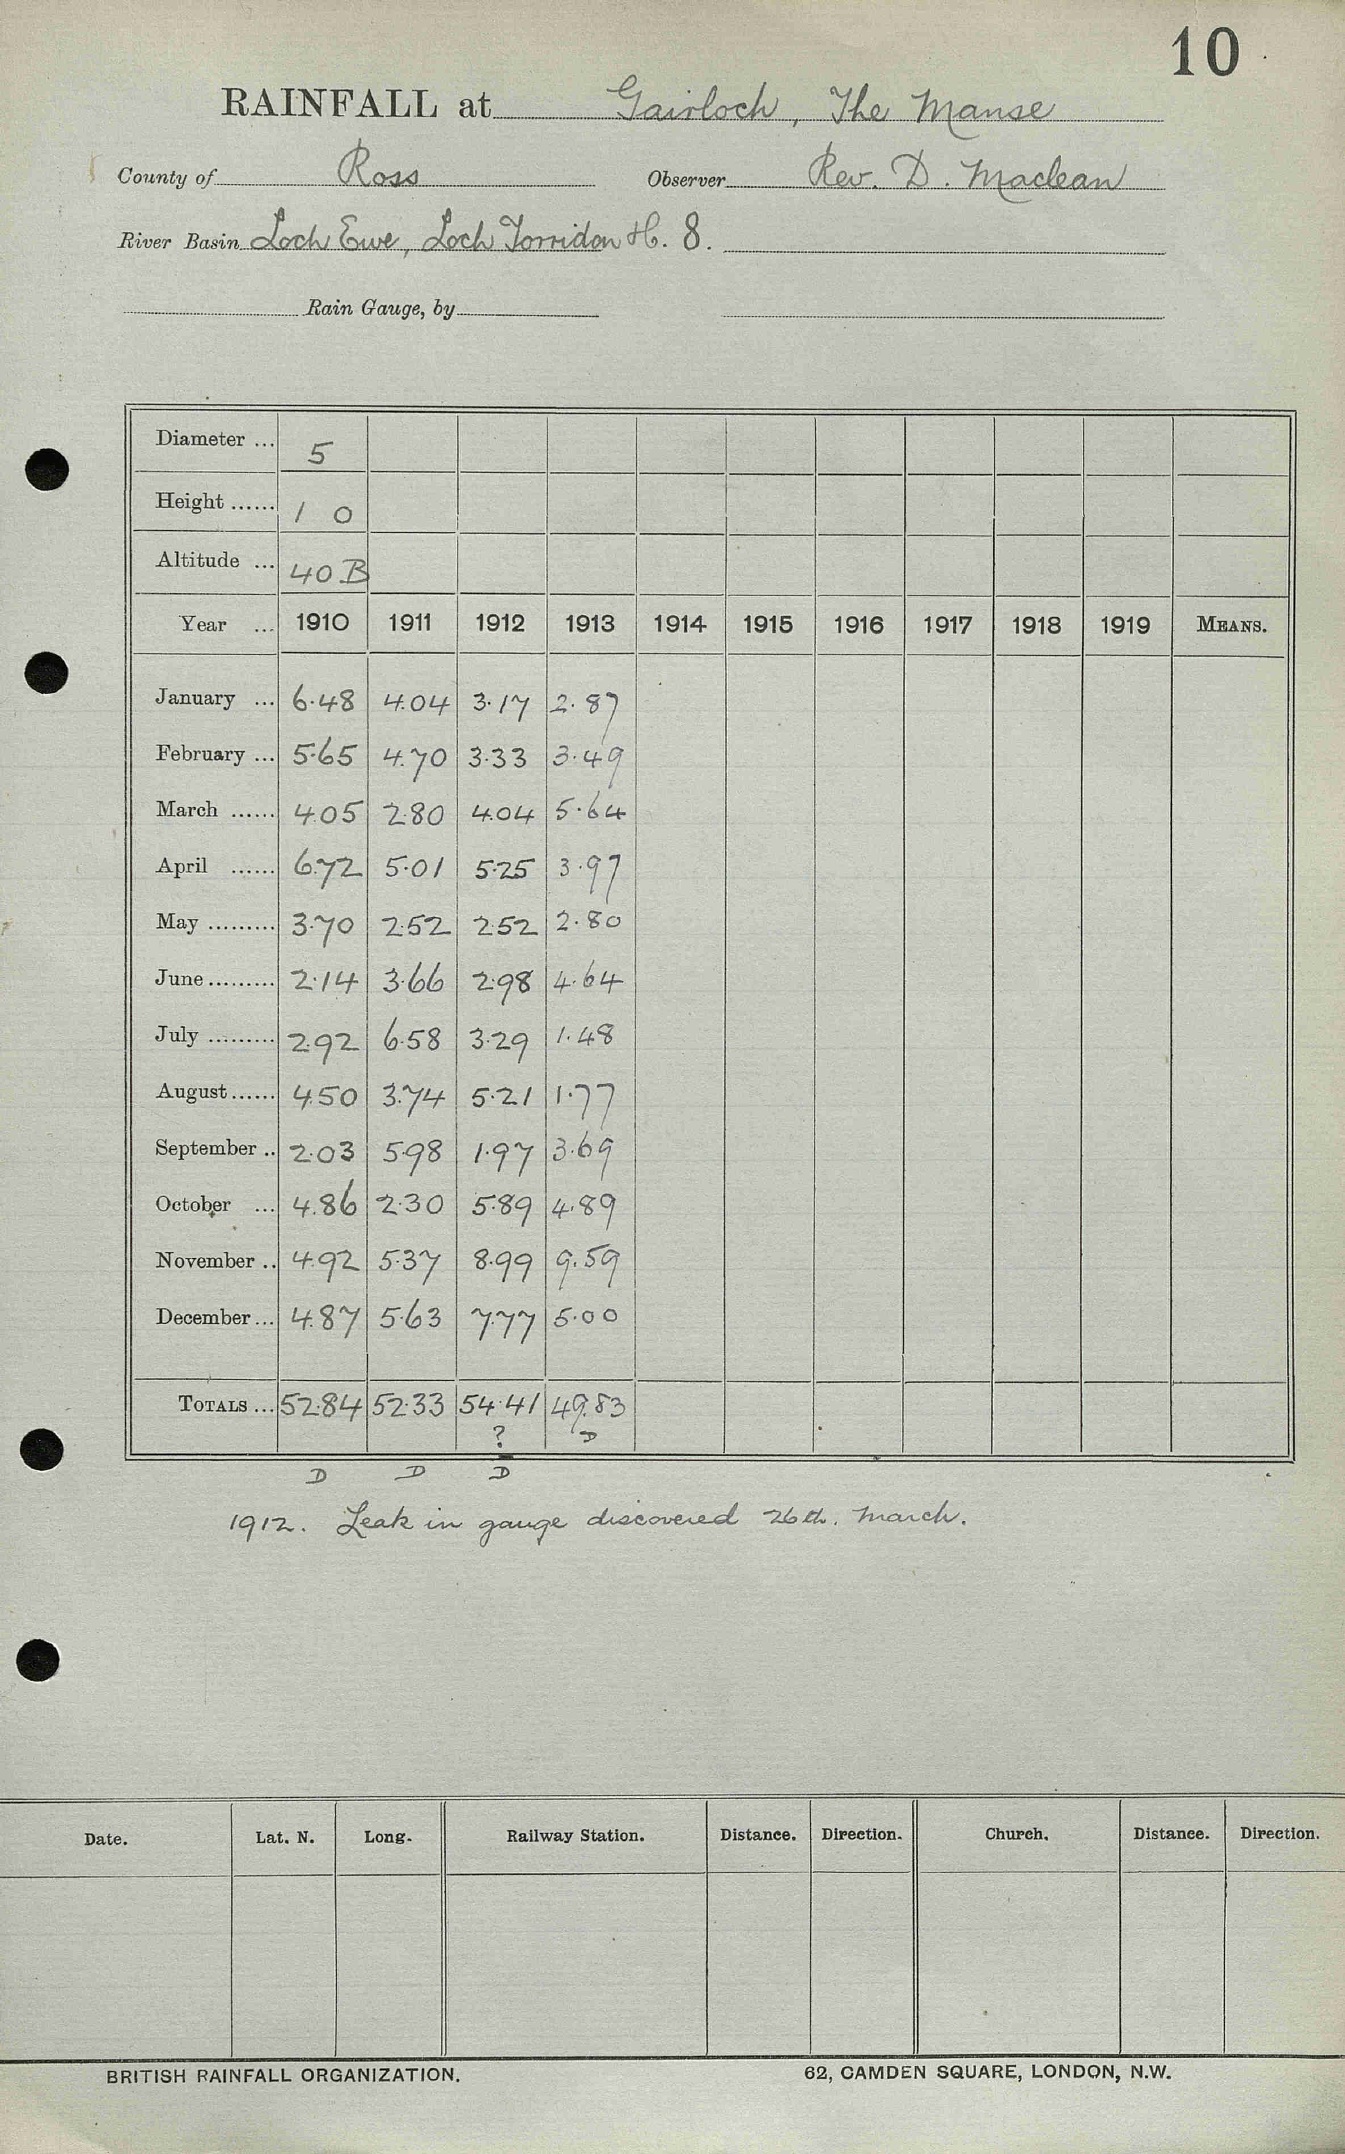 10
RAINFALL at Gairloch, The Manse
County of Ross Observer Rev. D. Maclean
River Basin Loch Ewe, Loch Torridon H. 8.
Rain Gauge, by
Diameter ... 5
Height ...... 1 0
Altitude ... 40 B
Year ... 1910 1911 1912 1913 1914 1915 1916 1917 1918 1919 MEANS.
January ... 6.48 4.04 3.17 2.87
February ... 5.65 4.70 3.33 3.49
March ...... 4.05 2.80 4.04 5.64
April ...... 6.72 5.01 5.25 3.97
May ......... 3.70 2.52 2.52 2.80
June ......... 2.14 3.66 2.98 4.64
July ......... 2.92 6.58 3.29 1.48
August ...... 4.50 3.74 5.21 1.77
September .. 2.03 5.98 1.97 3.69
October ... 4.86 2.30 5.89 4.89
November .. 4.92 5.37 8.99 9.59
December ... 4.87 5.63 7.77 5.00
TOTALS ... 52.84 52.33 54.41 49.83
? D
D D D
1912. Leak in gauge discovered 26th. March.
Date. Lat. N. Long. Railway Station. Distance. Direction. Church. Distance. Direction.
BRITISH RAINFALL ORGANIZATION. 62, CAMDEN SQUARE, LONDON, N.W.